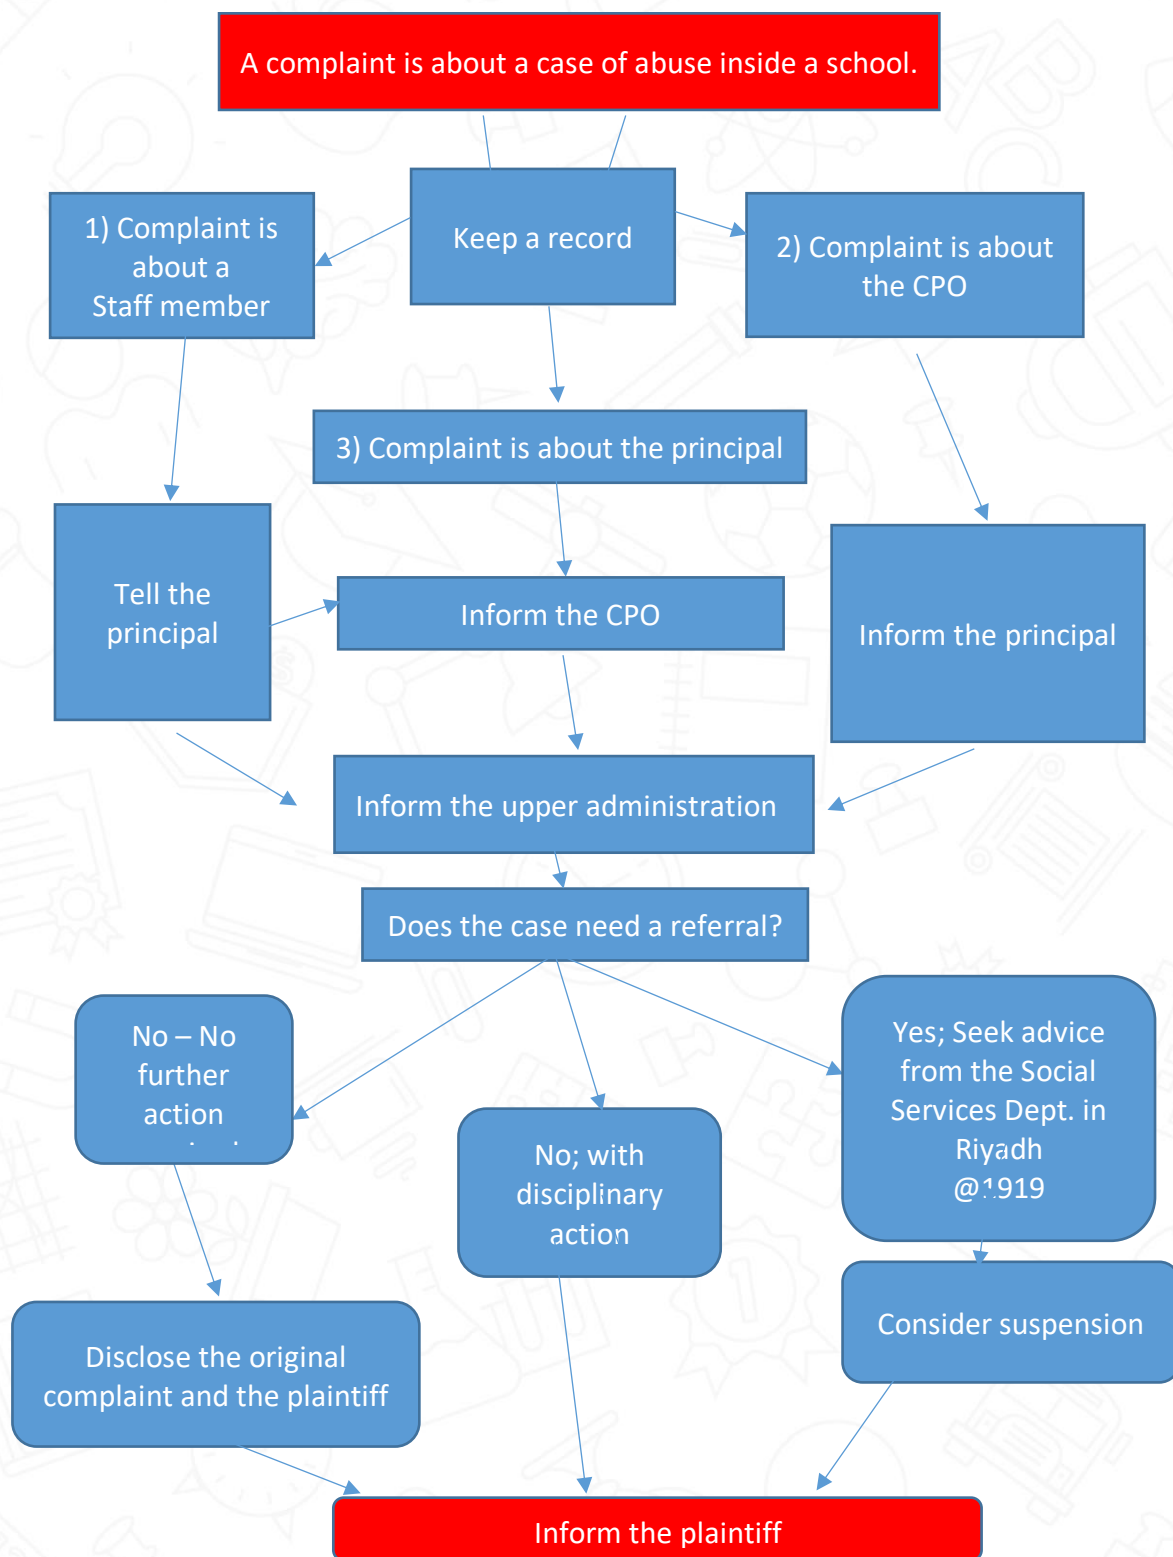 A complaint is about a case of abuse inside a school.
Keep a record
1) Complaint is
about a
Staff member
2) Complaint is about
the CPO
3) Complaint is about the principal
Tell the
principal
Inform the CPO
Inform the principal
Inform the upper administration
Does the case need a referral?
No – No
further
action
No; with
disciplinary
action
Yes; Seek advice
from the Social
Services Dept. in
Riyadh
@1919
Consider suspension
Disclose the original
complaint and the plaintiff
Inform the plaintiff